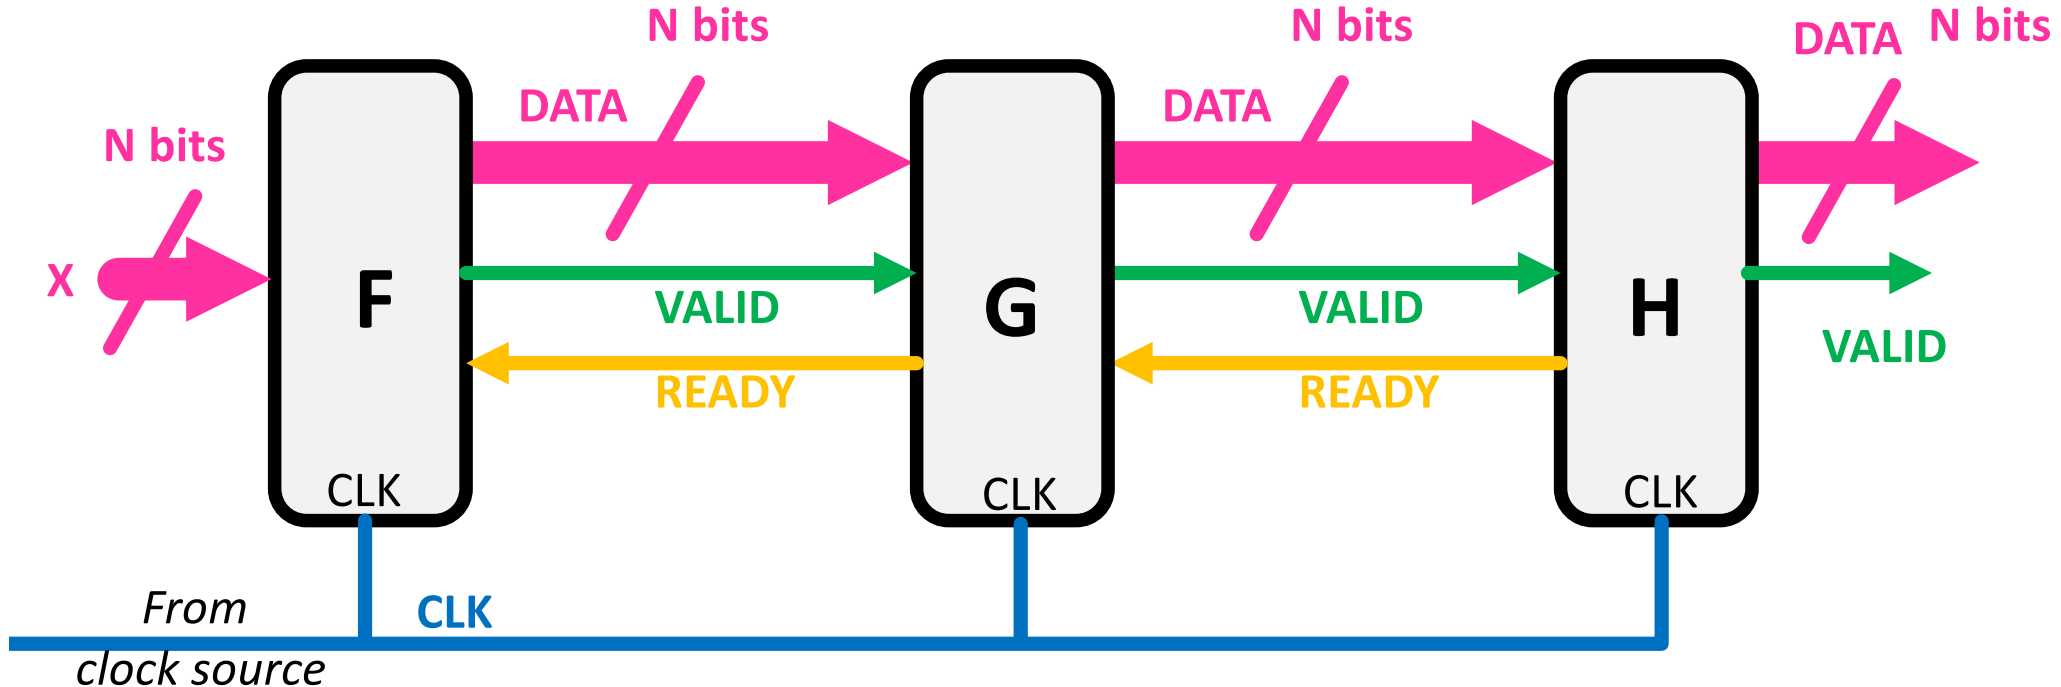 N bits
N bits
DATA
N bits
DATA
DATA
N bits
X
F
G
H
VALID
VALID
VALID
READY
READY
CLK
CLK
CLK
From
clock source
CLK